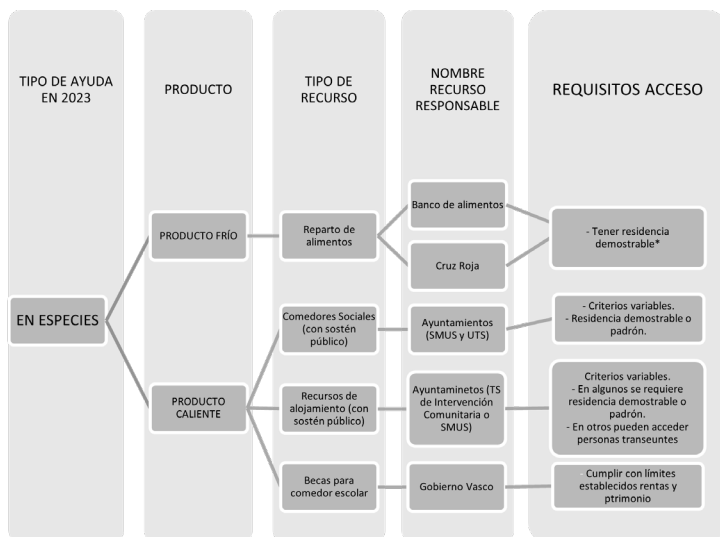 TIPO DE AYUDA
EN 2023
PRODUCTO
TIPO DE
RECURSO
NOMBRE
RECURSO
RESPONSABLE
REQUISITOS ACCESO
EN ESPECIES
PRODUCTO FRÍO
Reparto de
alimentos
Banco de alimentos
Cruz Roja
- Tener residencia
demostrable*
PRODUCTO
CALIENTE
Comedores Sociales
(con sostén
público)
Ayuntamientos
(SMUS y UTS)
- Criterios variables.
- Residencia demostrable o
padrón.
Recursos de
alojamiento (con
sostén público)
Ayuntaminetos (TS
de Intervención
Comunitaria o
SMUS)
Criterios variables.
- En algunos se requiere
residencia demostrable o
padrón.
- En otros pueden acceder
personas transeuntes
Becas para
comedor escolar
Gobierno Vasco
- Cumplir con límites
establecidos rentas y
ptrimonio